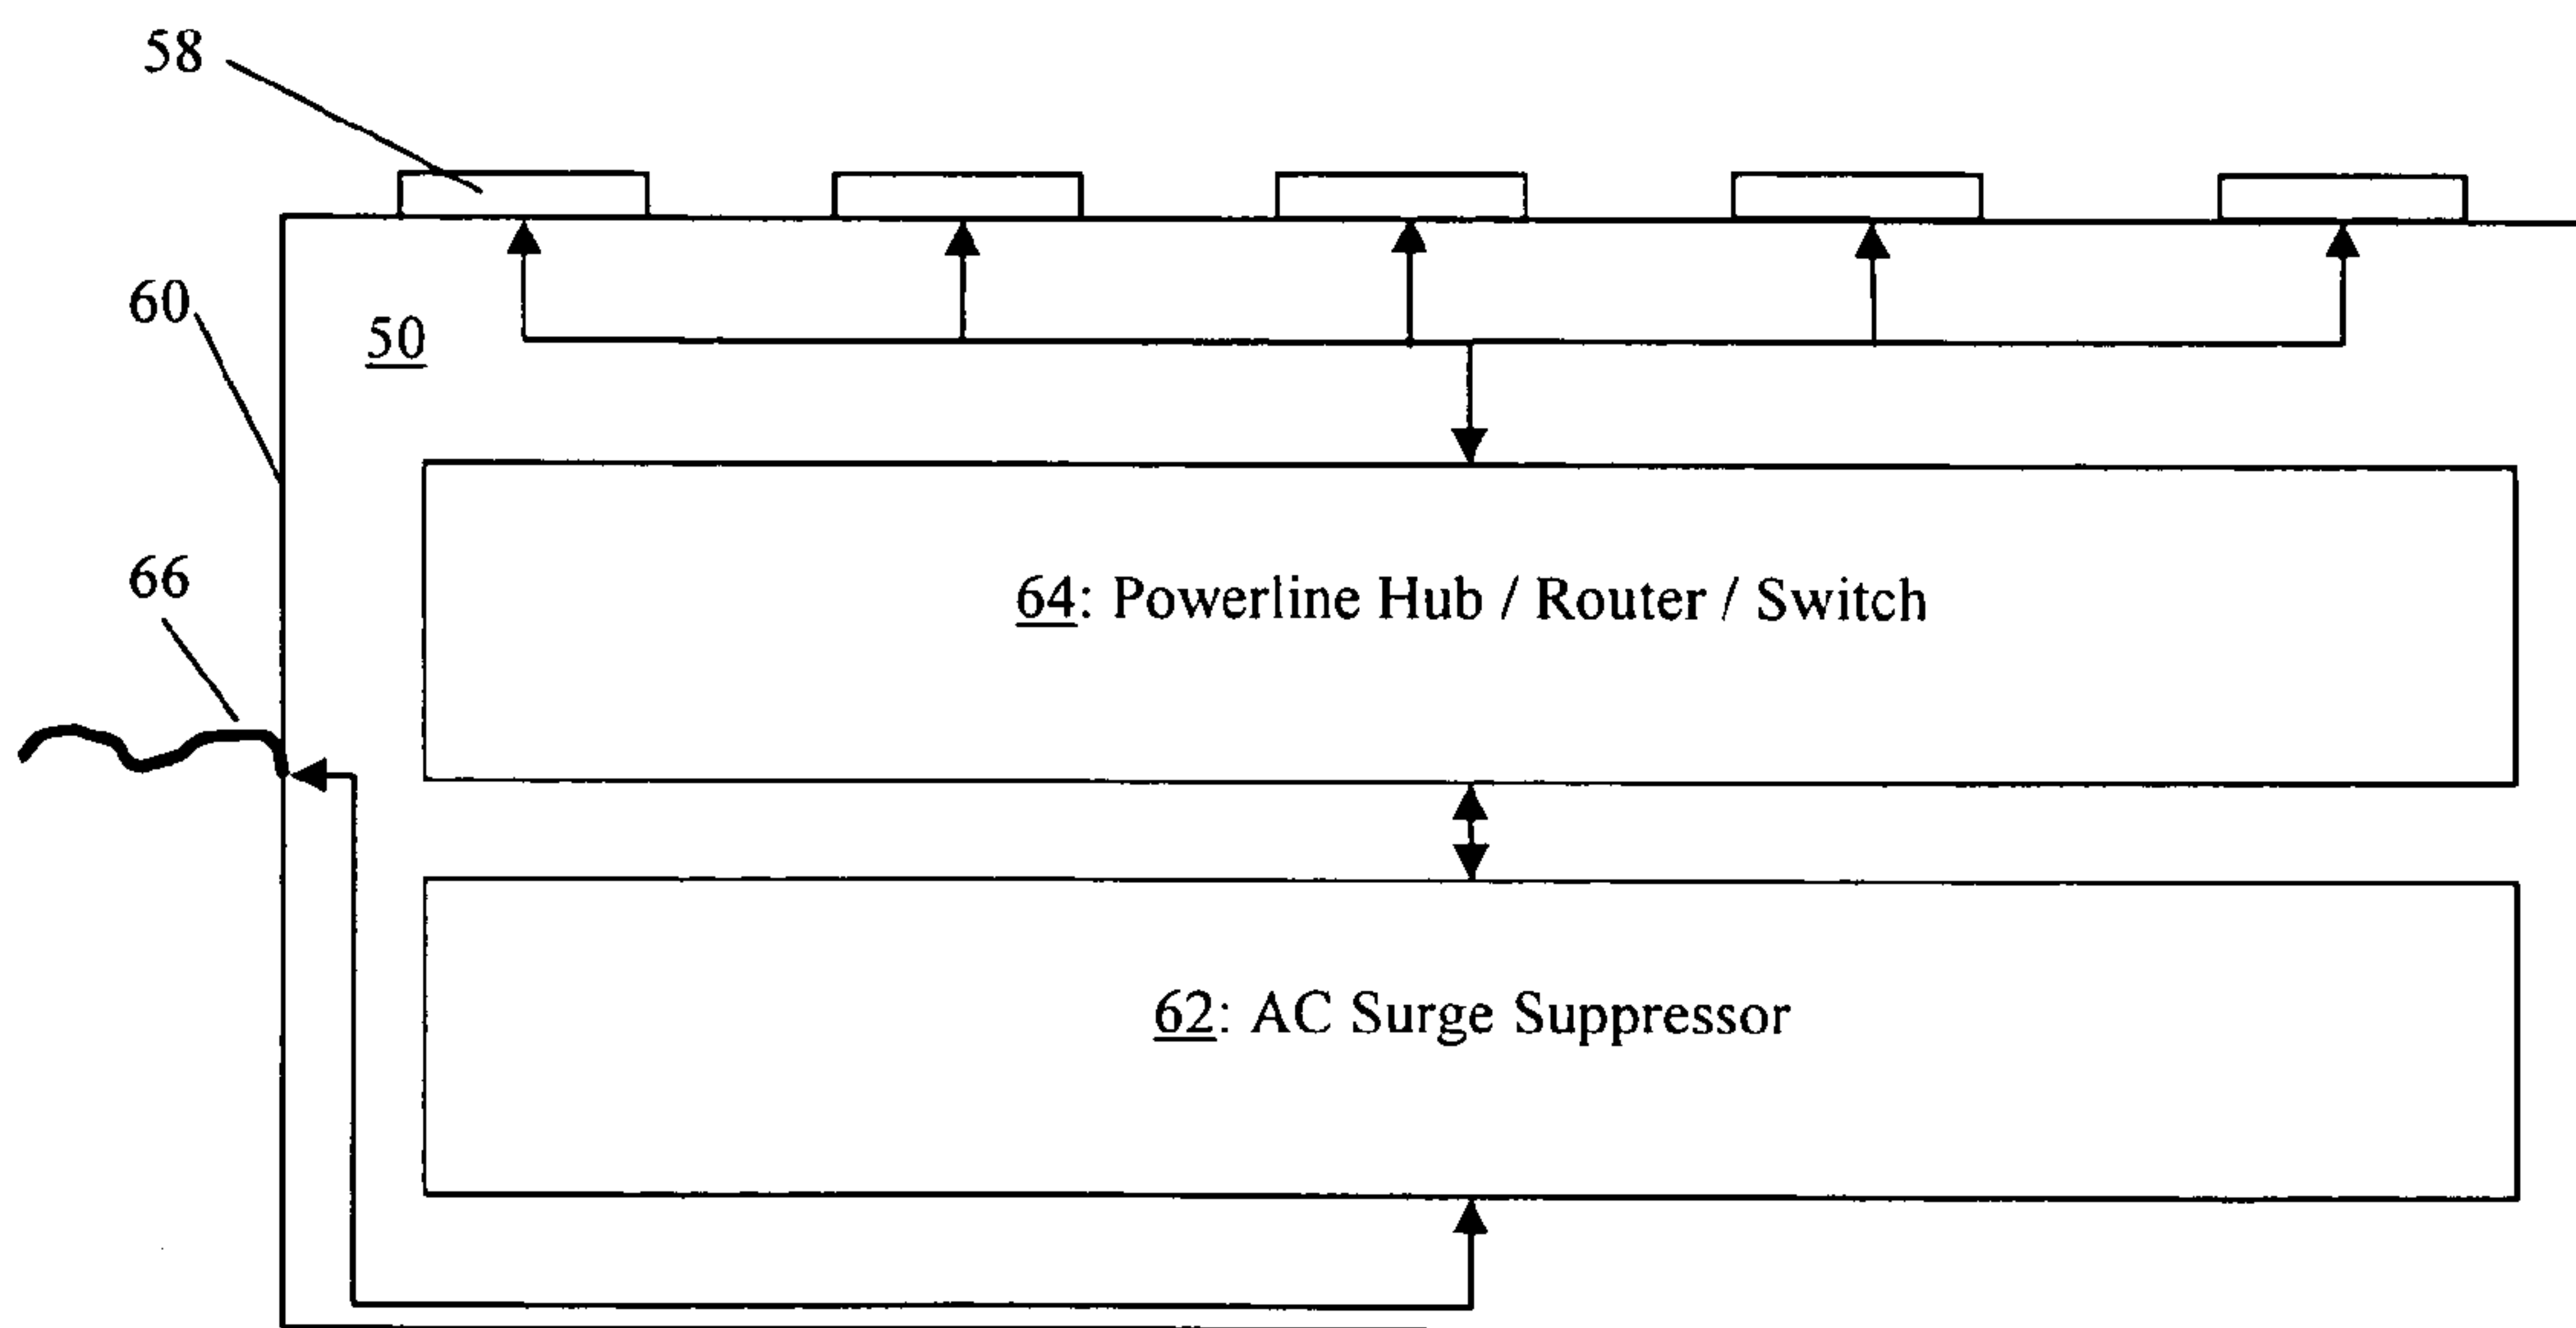 58
60
50
66
64: Powerline Hub / Router / Switch
62: AC Surge Suppressor